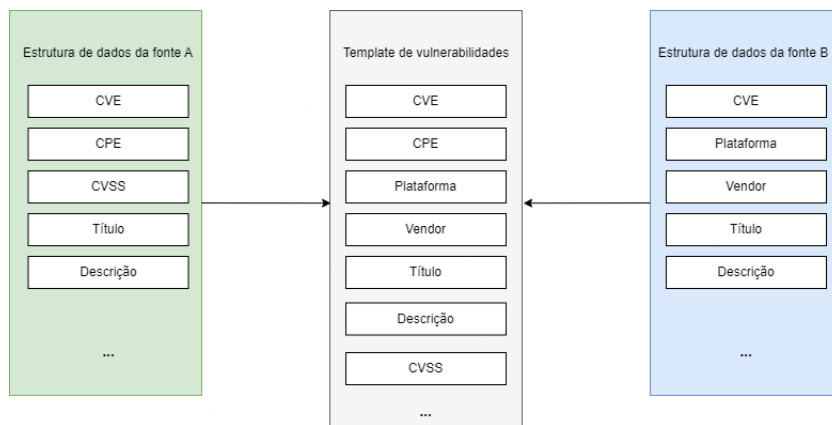 Estrutura de dados da fonte A
CVE
CPE
CVSS
Título
Descrição
...
Template de vulnerabilidades
CVE
CPE
Plataforma
Vendor
Título
Descrição
CVSS
...
Estrutura de dados da fonte B
CVE
Plataforma
Vendor
Título
Descrição
...